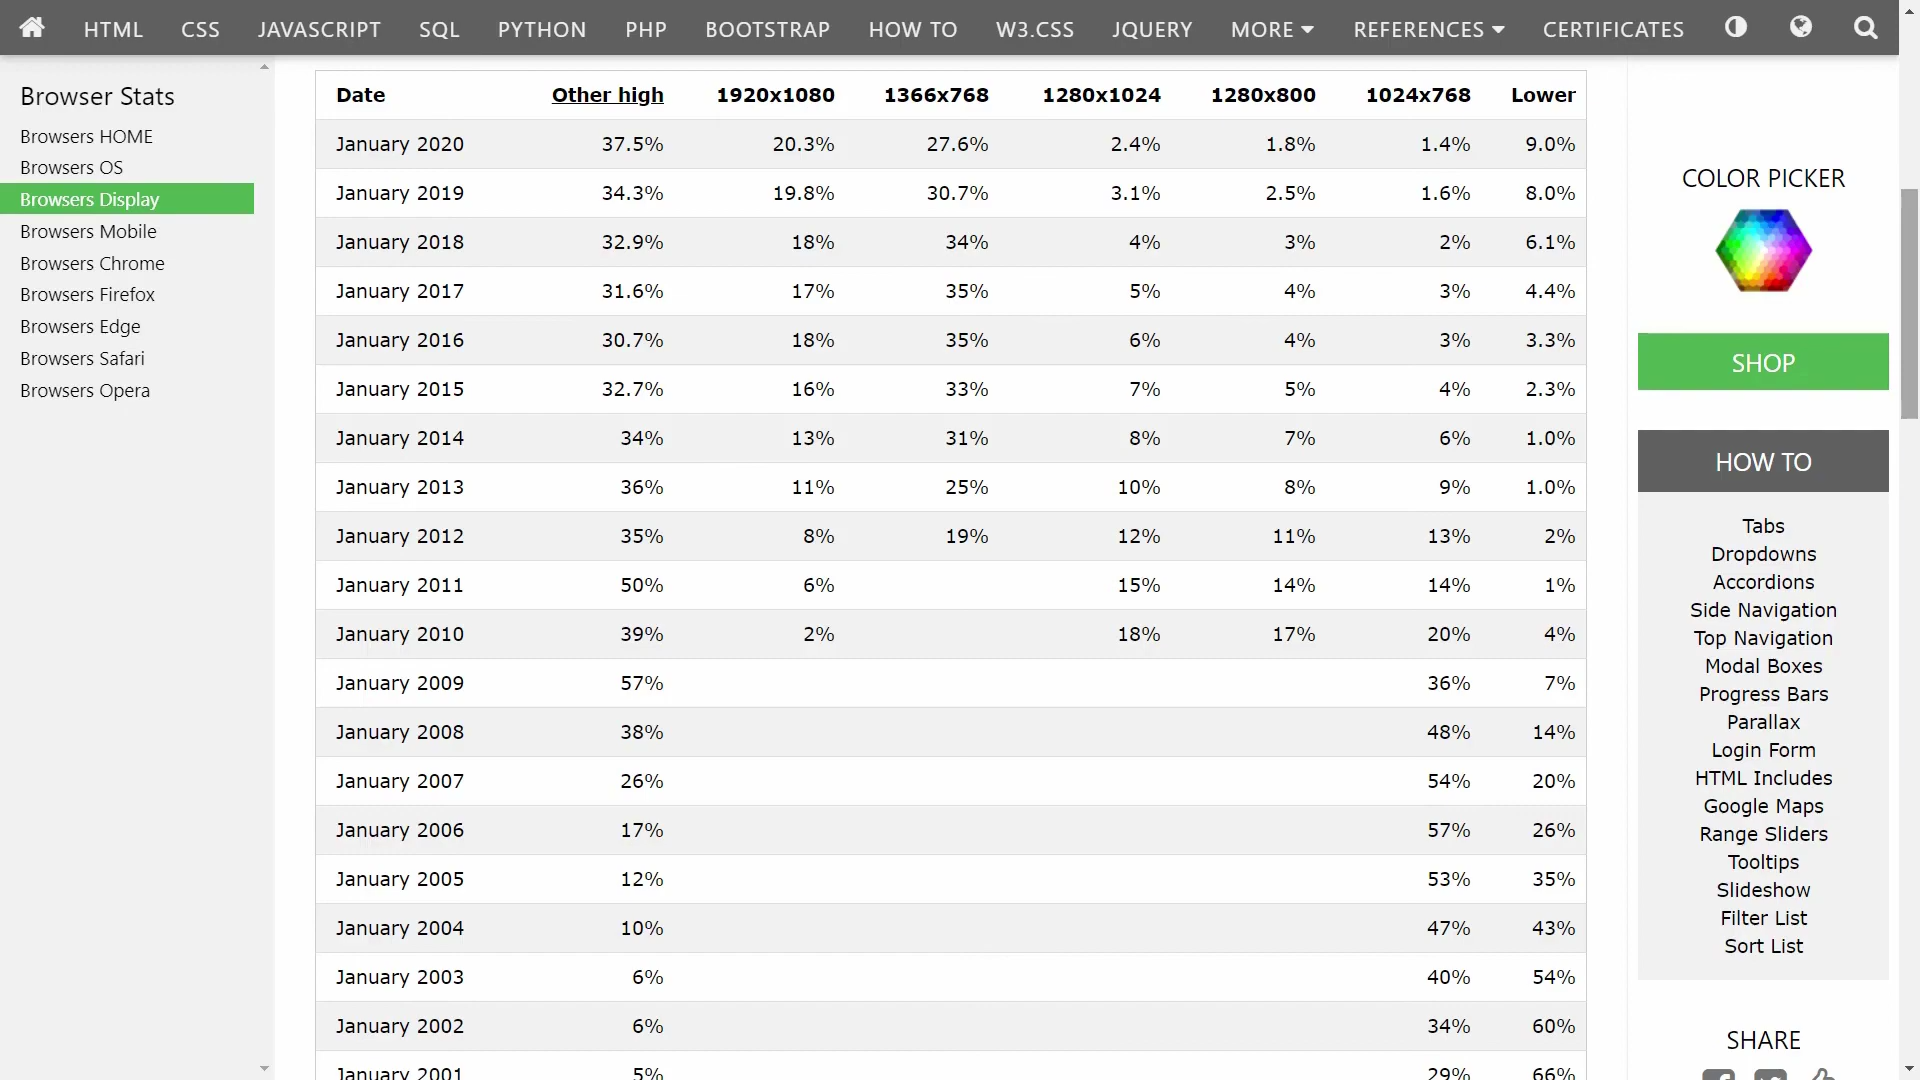 HTML CSS JAVASCRIPT SQL PYTHON PHP BOOTSTRAP HOW TO W3.CSS JQUERY MORE REFERENCES CERTIFICATES
Browser Stats
Browsers HOME
Browsers OS
Browsers Display
Browsers Mobile
Browsers Chrome
Browsers Firefox
Browsers Edge
Browsers Safari
Browsers Opera
Date Other high 1920x1080 1366x768 1280x1024 1280x800 1024x768 Lower
January 2020 37.5% 20.3% 27.6% 2.4% 1.8% 1.4% 9.0%
January 2019 34.3% 19.8% 30.7% 3.1% 2.5% 1.6% 8.0%
January 2018 32.9% 18% 34% 4% 3% 2% 6.1%
January 2017 31.6% 17% 35% 5% 4% 3% 4.4%
January 2016 30.7% 18% 35% 6% 4% 3% 3.3%
January 2015 32.7% 16% 33% 7% 5% 4% 2.3%
January 2014 34% 13% 31% 8% 7% 6% 1.0%
January 2013 36% 11% 25% 10% 8% 9% 1.0%
January 2012 35% 8% 19% 12% 11% 13% 2%
January 2011 50% 6% 15% 14% 14% 1%
January 2010 39% 2% 18% 17% 20% 4%
January 2009 57% 36% 7%
January 2008 38% 48% 14%
January 2007 26% 54% 20%
January 2006 17% 57% 26%
January 2005 12% 53% 35%
January 2004 10% 47% 43%
January 2003 6% 40% 54%
January 2002 6% 34% 60%
January 2001 5% 29% 66%
COLOR PICKER
SHOP
HOW TO
Tabs
Dropdowns
Accordions
Side Navigation
Top Navigation
Modal Boxes
Progress Bars
Parallax
Login Form
HTML Includes
Google Maps
Range Sliders
Tooltips
Slideshow
Filter List
Sort List
SHARE